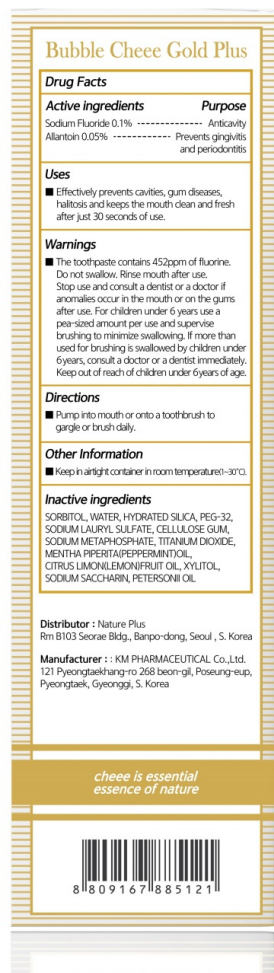 Bubble Cheee Gold Plus
Drug Facts
Active ingredients Purpose
Sodium Fluoride 0.1% ---------------- Anticavity
Allantoin 0.05% -------------- Prevents gingivitis
and periodontitis
Uses
■ Effectively prevents cavities, gum diseases,
halitosis and keeps the mouth clean and fresh
after just 30 seconds of use.
Warnings
■ The toothpaste contains 452ppm of fluorine.
Do not swallow. Rinse mouth after use.
Stop use and consult a dentist or a doctor if
anomalies occur in the mouth or on the gums
after use. For children under 6 years use a
pea-sized amount per use and supervise
brushing to minimize swallowing. If more than
used for brushing is swallowed by children under
6years, consult a doctor or a dentist immediately.
Keep out of reach of children under 6years of age.
Directions
■ Pump into mouth or onto a toothbrush to
gargle or brush daily.
Other Information
■ Keep in airtight container in room temperature(1~30°C).
Inactive ingredients
SORBITOL, WATER, HYDRATED SILICA, PEG-32,
SODIUM LAURYL SULFATE, CELLULOSE GUM,
SODIUM METAPHOSPHATE, TITANIUM DIOXIDE,
MENTHA PIPERITA(PEPPERMINT)OIL,
CITRUS LIMON(LEMON)FRUIT OIL, XYLITOL,
SODIUM SACCHARIN, PETERSONII OIL
Distributor : Nature Plus
Rm B103 Seorae Bldg., Banpo-dong, Seoul , S. Korea
Manufacturer : : KM PHARMACEUTICAL Co.,Ltd.
121 Pyeongtaekhang-ro 268 beon-gil, Poseung-eup,
Pyeongtaek, Gyeonggi, S. Korea
cheee is essential
essence of nature
8 809167 885121